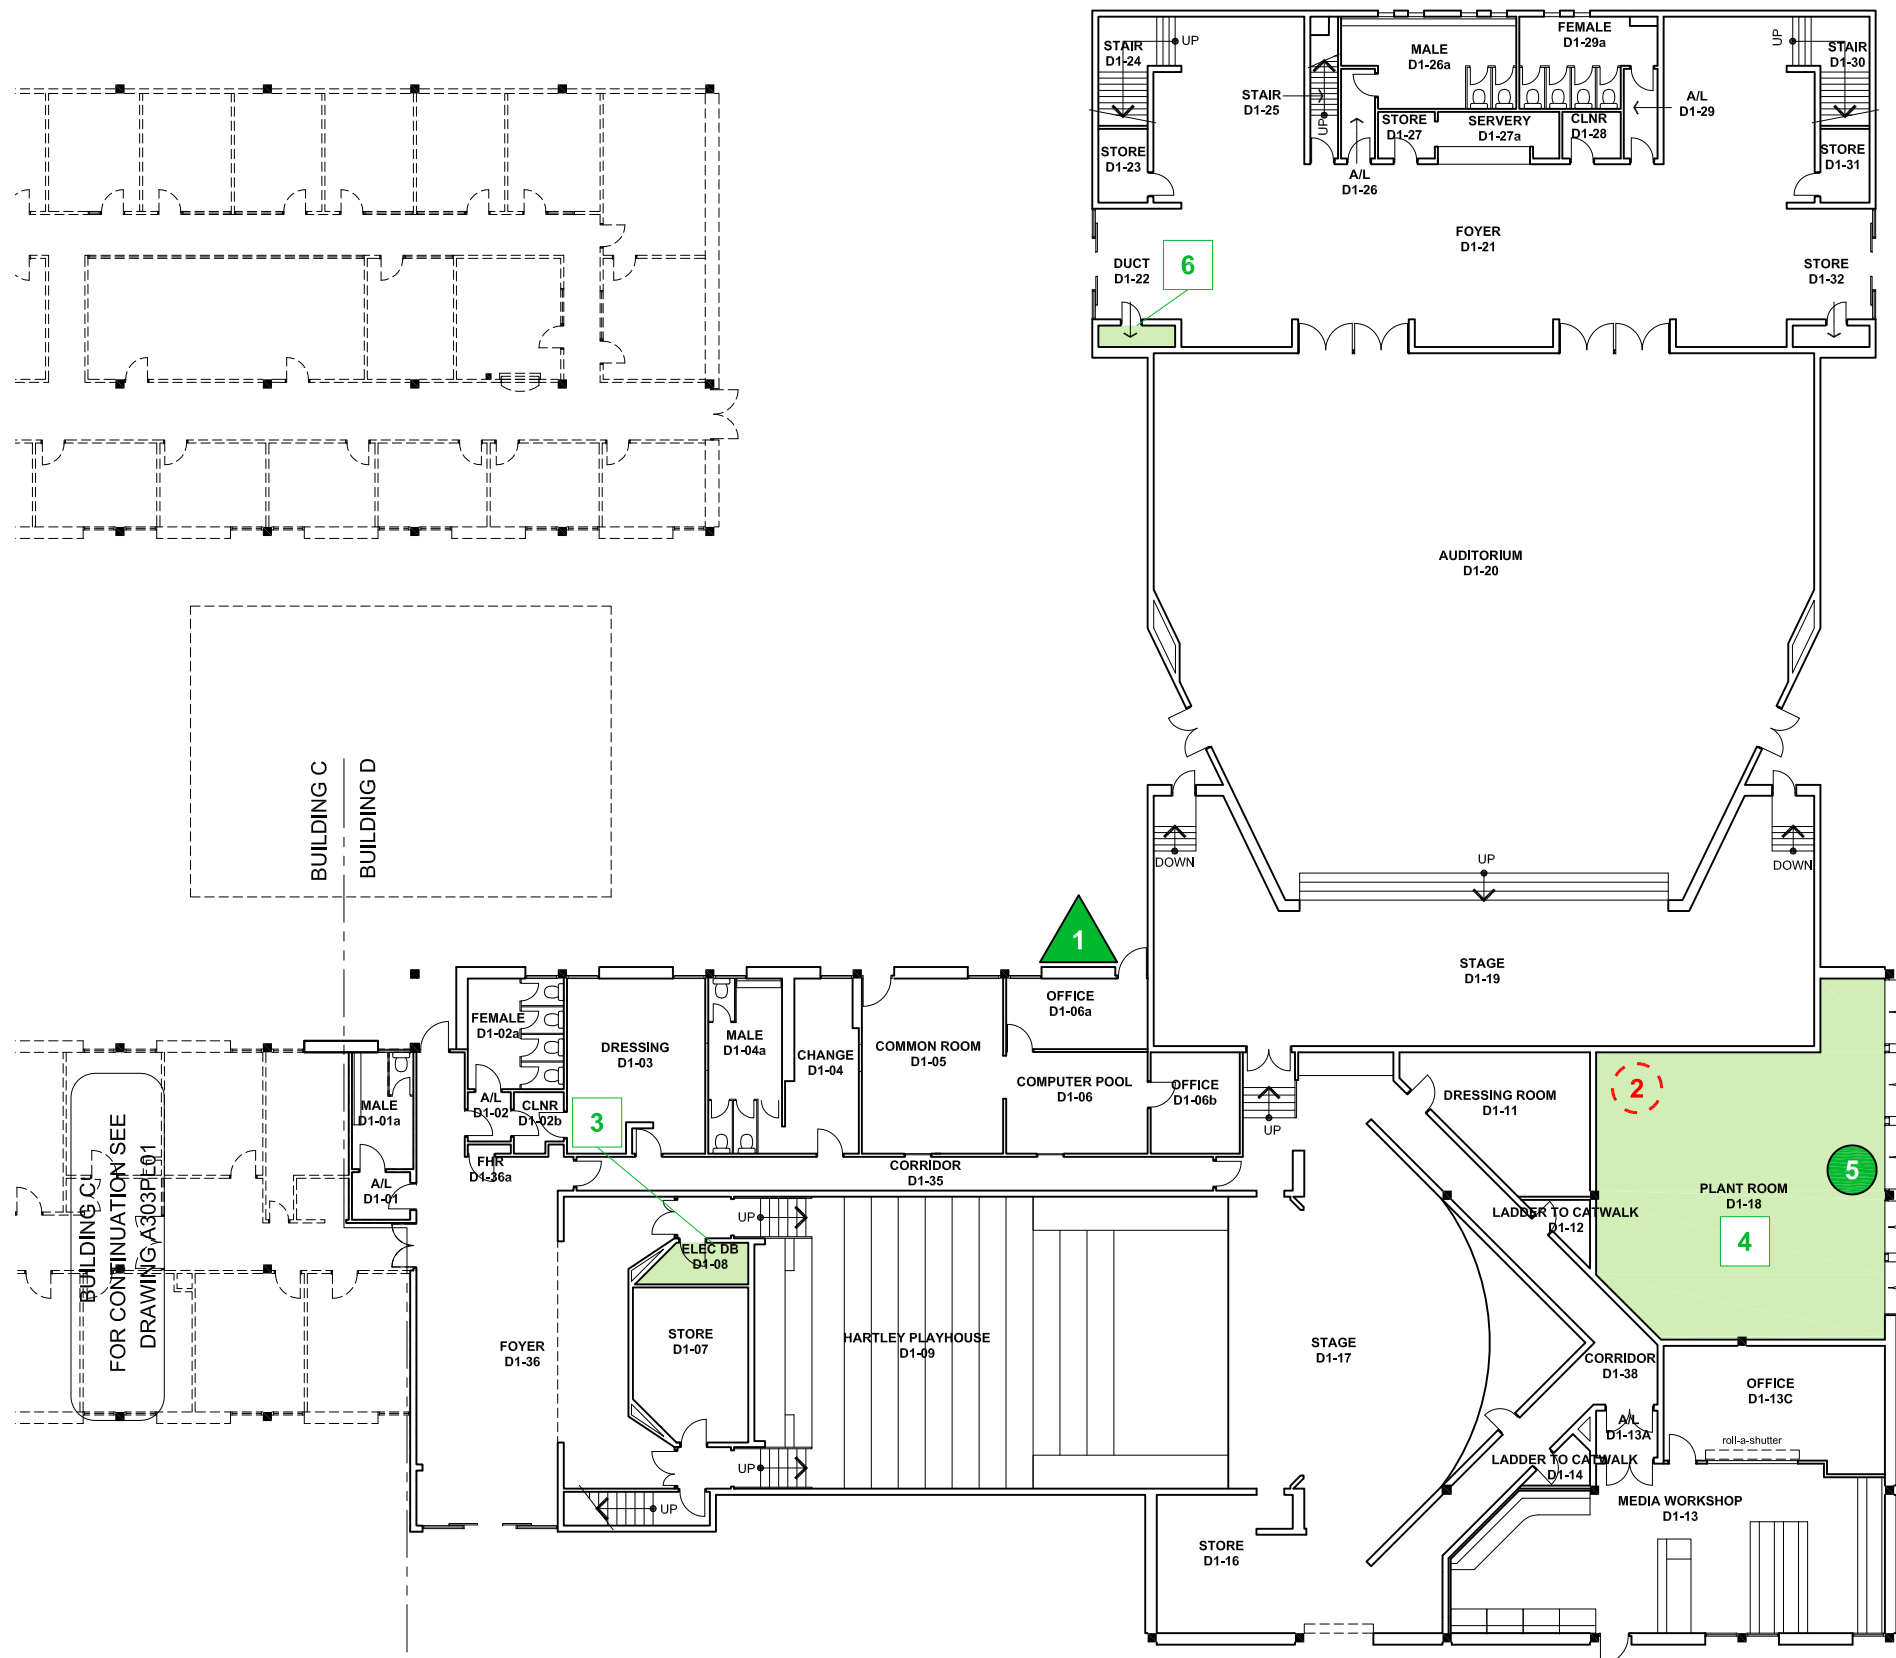 STAIR
D1-24
UP
STAIR
D1-25
UP
MALE
D1-26a
FEMALE
D1-29a
UP
STAIR
D1-30
A/L
D1-29
STORE
D1-27
SERVERY
D1-27a
CLNR
D1-28
STORE
D1-23
A/L
D1-26
STORE
D1-31
FOYER
D1-21
DUCT
D1-22
6
STORE
D1-32
AUDITORIUM
D1-20
BUILDING C
BUILDING D
DOWN
UP
DOWN
1
STAGE
D1-19
OFFICE
D1-06a
FEMALE
D1-02a
DRESSING
D1-03
MALE
D1-04a
CHANGE
D1-04
COMMON ROOM
D1-05
COMPUTER POOL
D1-06
OFFICE
D1-06b
UP
DRESSING ROOM
D1-11
2
MALE
D1-01a
A/L
D1-02
CLNR
D1-02b
3
FHR
D1-36a
CORRIDOR
D1-35
A/L
D1-01
5
PLANT ROOM
D1-18
4
LADDER TO CATWALK
D1-12
UP
ELEC DB
D1-08
BUILDING CL
FOR CONTINUATION SEE
DRAWING A303PL01
FOYER
D1-36
STORE
D1-07
HARTLEY PLAYHOUSE
D1-09
STAGE
D1-17
CORRIDOR
D1-38
OFFICE
D1-13C
A/L
D1-13A
roll-a-shutter
LADDER TO CATWALK
D1-14
UP
UP
MEDIA WORKSHOP
D1-13
STORE
D1-16